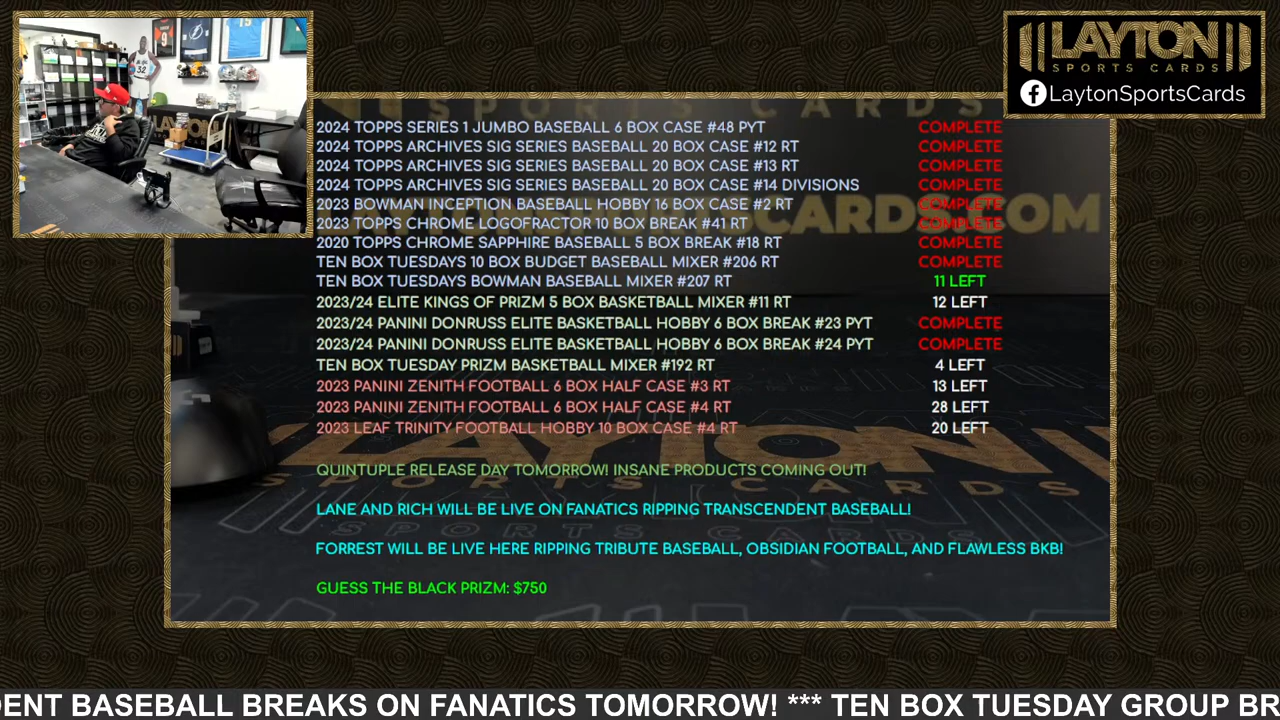 LAYTON
SPORTS CARDS
LaytonSportsCards
SPORTS CARDS
2024 TOPPS SERIES 1 JUMBO BASEBALL 6 BOX CASE #48 PYT COMPLETE
2024 TOPPS ARCHIVES SIG SERIES BASEBALL 20 BOX CASE #12 RT COMPLETE
2024 TOPPS ARCHIVES SIG SERIES BASEBALL 20 BOX CASE #13 RT COMPLETE
2024 TOPPS ARCHIVES SIG SERIES BASEBALL 20 BOX CASE #14 DIVISIONS COMPLETE
2023 BOWMAN INCEPTION BASEBALL HOBBY 16 BOX CASE #2 RT COMPLETE
CARDS.COM
2023 TOPPS CHROME LOGOFRACTOR 10 BOX BREAK #41 RT COMPLETE
2020 TOPPS CHROME SAPPHIRE BASEBALL 5 BOX BREAK #18 RT COMPLETE
TEN BOX TUESDAYS 10 BOX BUDGET BASEBALL MIXER #206 RT COMPLETE
TEN BOX TUESDAYS BOWMAN BASEBALL MIXER #207 RT 11 LEFT
2023/24 ELITE KINGS OF PRIZM 5 BOX BASKETBALL MIXER #11 RT 12 LEFT
2023/24 PANINI DONRUSS ELITE BASKETBALL HOBBY 6 BOX BREAK #23 PYT COMPLETE
2023/24 PANINI DONRUSS ELITE BASKETBALL HOBBY 6 BOX BREAK #24 PYT COMPLETE
TEN BOX TUESDAY PRIZM BASKETBALL MIXER #192 RT 4 LEFT
2023 PANINI ZENITH FOOTBALL 6 BOX HALF CASE #3 RT 13 LEFT
2023 PANINI ZENITH FOOTBALL 6 BOX HALF CASE #4 RT 28 LEFT
2023 LEAF TRINITY FOOTBALL HOBBY 10 BOX CASE #4 RT 20 LEFT
LAYTON
SPORTS CARDS
QUINTUPLE RELEASE DAY TOMORROW! INSANE PRODUCTS COMING OUT!
LANE AND RICH WILL BE LIVE ON FANATICS RIPPING TRANSCENDENT BASEBALL!
FORREST WILL BE LIVE HERE RIPPING TRIBUTE BASEBALL, OBSIDIAN FOOTBALL, AND FLAWLESS BKB!
GUESS THE BLACK PRIZM: $750
DENT BASEBALL BREAKS ON FANATICS TOMORROW! *** TEN BOX TUESDAY GROUP BR